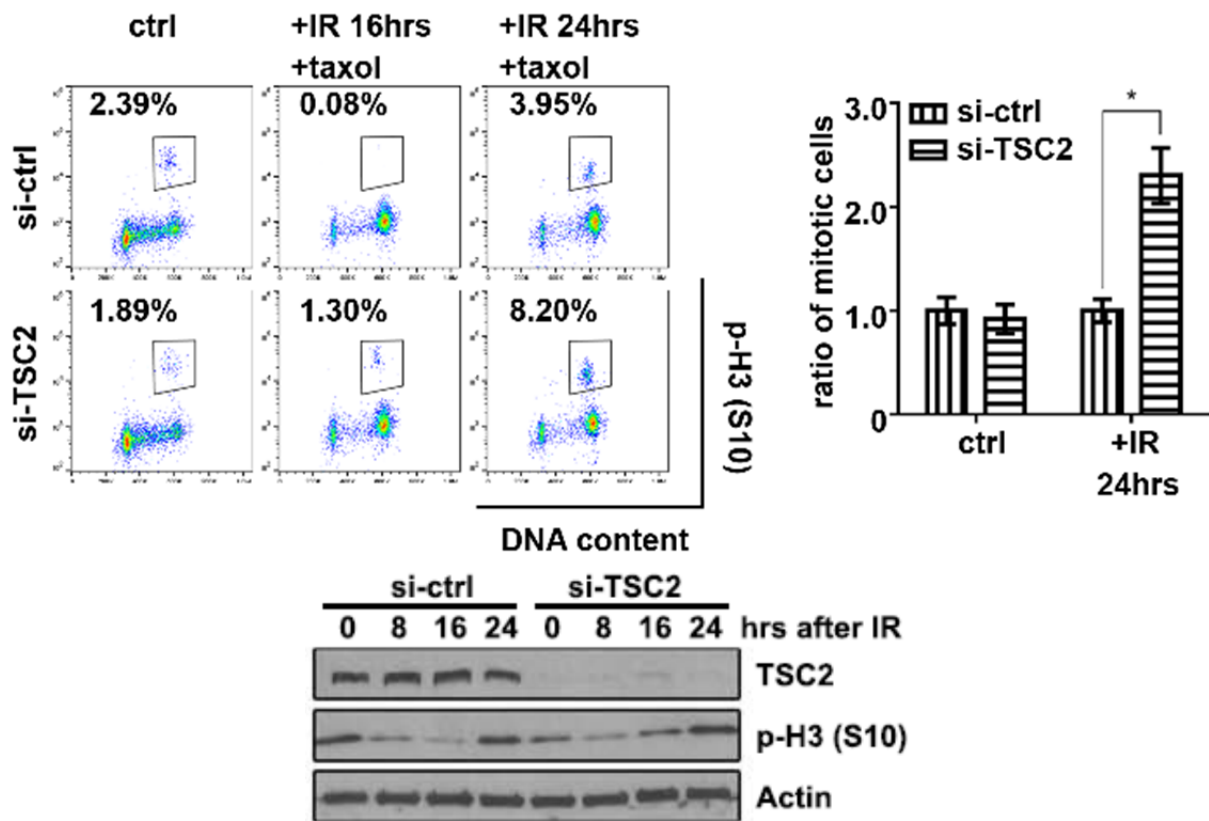 ctrl +IR 16hrs +IR 24hrs
+taxol +taxol
si-ctrl
2.39% 0.08% 3.95%
si-TSC2
1.89% 1.30% 8.20%
p-H3 (S10)
DNA content
ratio of mitotic cells
3.0
2.0
1.0
0
si-ctrl
si-TSC2
*
ctrl +IR
24hrs
si-ctrl si-TSC2
0 8 16 24 0 8 16 24 hrs after IR
TSC2
p-H3 (S10)
Actin